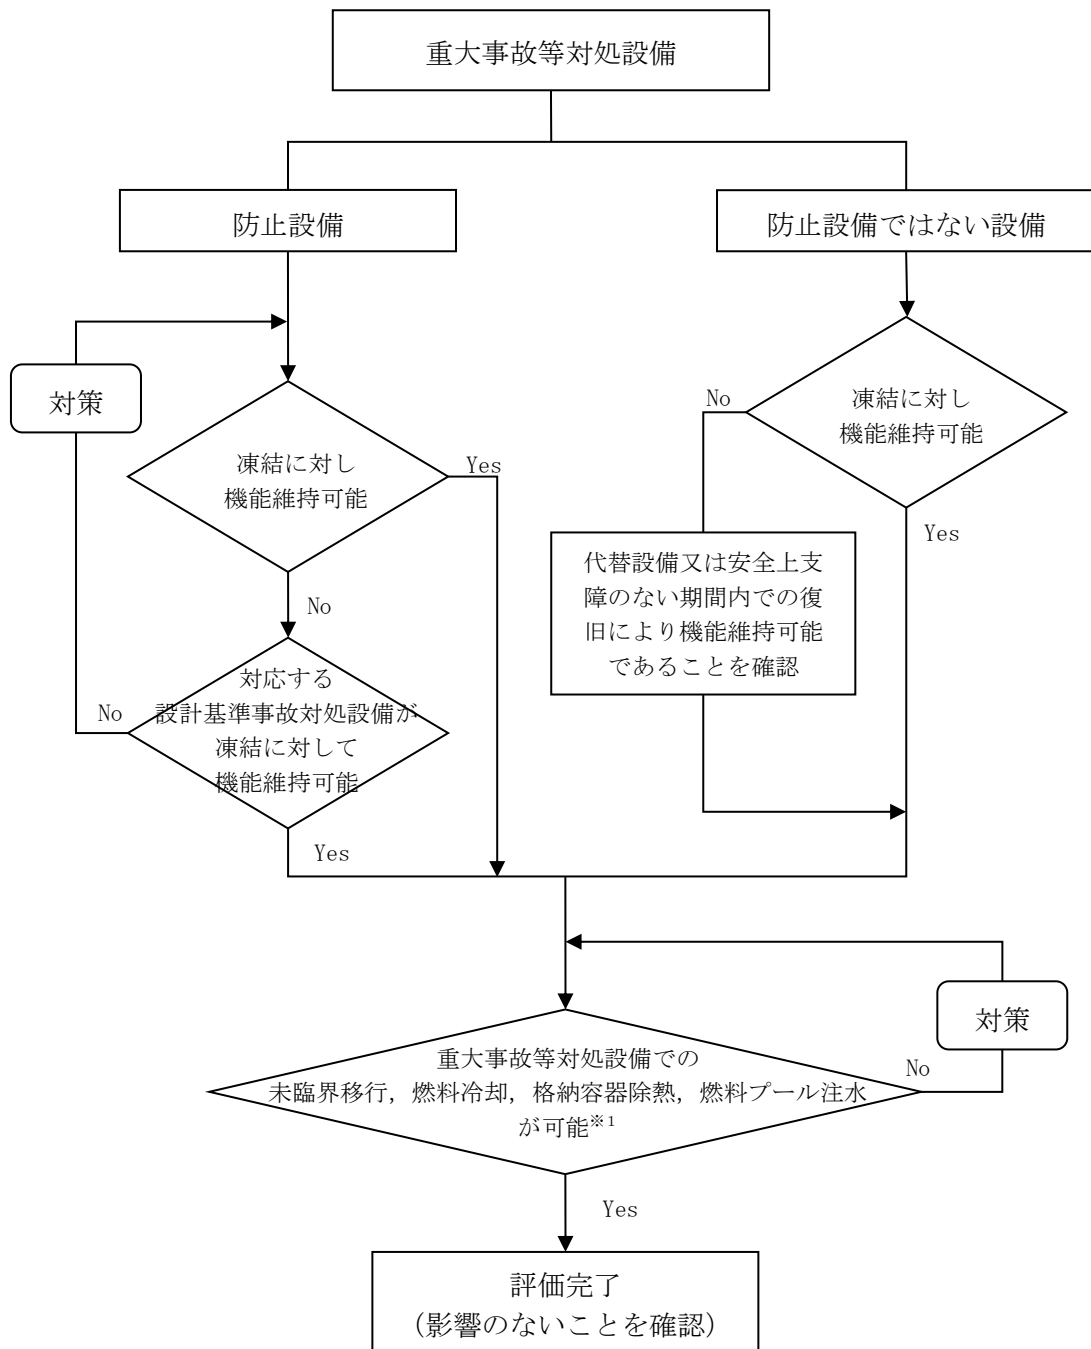 重大事故等対処設備
防止設備
防止設備ではない設備
対策
凍結に対し
機能維持可能
Yes
No
凍結に対し
機能維持可能
No
Yes
代替設備又は安全上支
障のない期間内での復
旧により機能維持可能
であることを確認
対応する
設計基準事故対処設備が
凍結に対して
機能維持可能
No
Yes
対策
重大事故等対処設備での
未臨界移行，燃料冷却，格納容器除熱，燃料プール注水
が可能※1
No
Yes
評価完了
（影響のないことを確認）